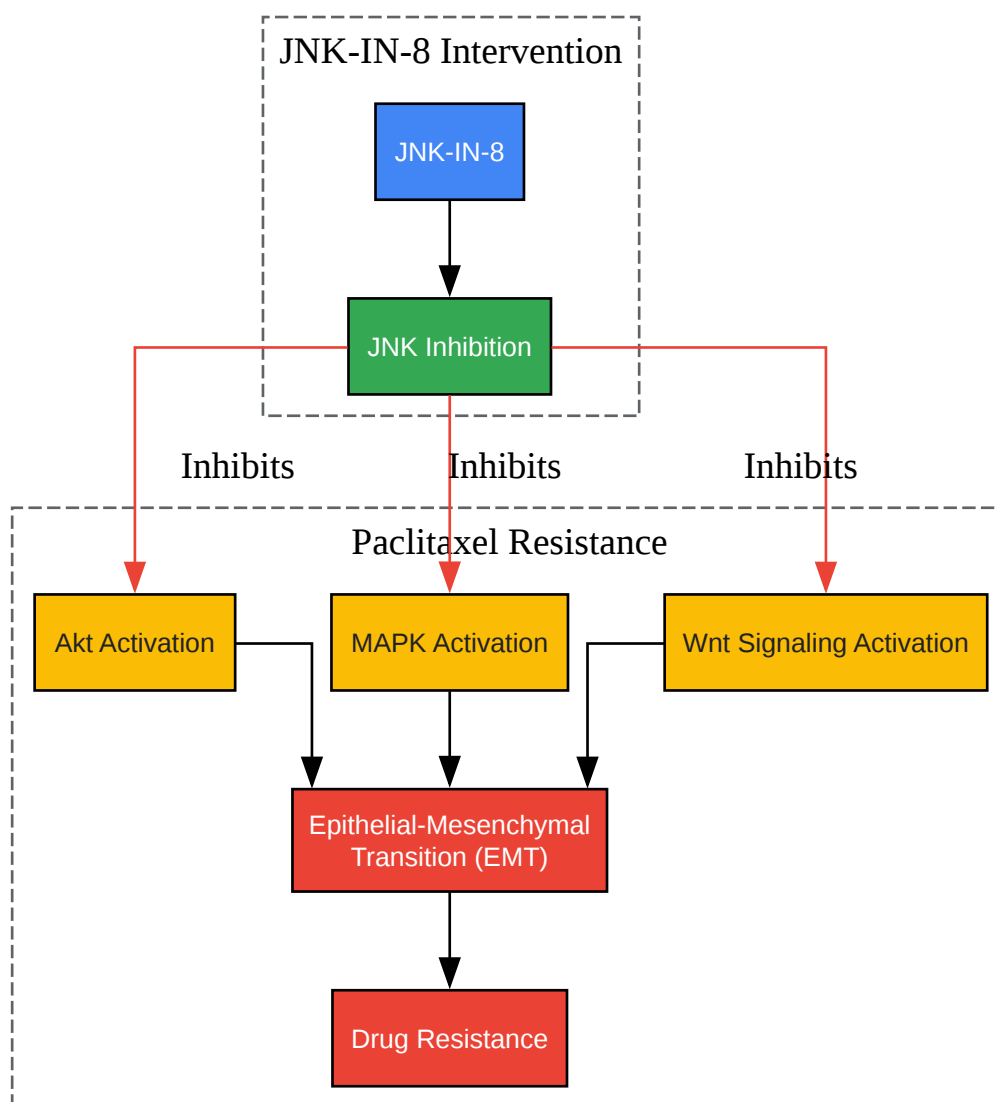 JNK-IN-8 Intervention
JNK-IN-8
JNK Inhibition
Inhibits
Inhibits
Inhibits
Paclitaxel Resistance
Akt Activation
MAPK Activation
Wnt Signaling Activation
Epithelial-Mesenchymal
Transition (EMT)
Drug Resistance